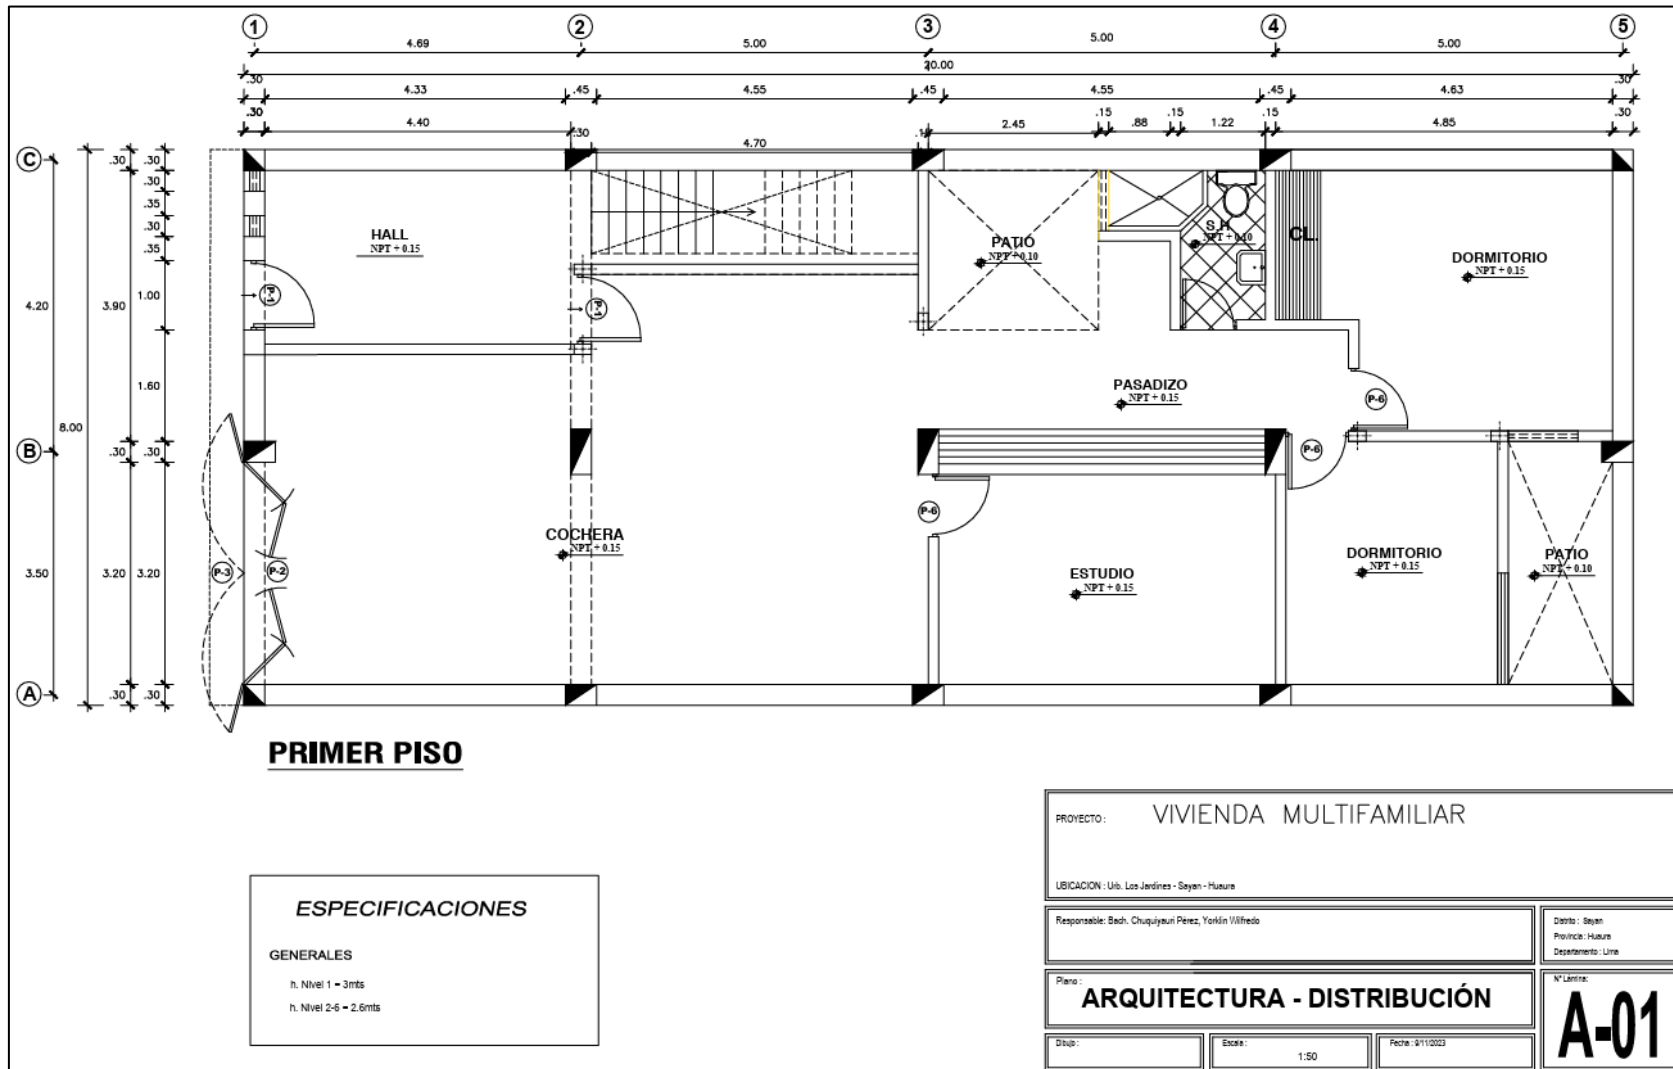 1 2 3 4 5
4.69 5.00 5.00 5.00
20.00
.30 .30
4.33 .45 4.55 .45 4.55 .45 4.63
.30 .15 .15 .15 .30
4.40 2.45 .88 1.22 4.85
.30 4.70 .15
C
.30 .30
.30
.35
.30
.35
4.20 3.90 1.00
1.60
8.00
B
.30 .30
3.50 3.20 3.20
A
.30 .30
HALL
NPT + 0.15
P-1
P-1
PATIO
NPT + 0.10
S.H
NPT + 0.10
CL.
DORMITORIO
NPT + 0.15
PASADIZO
NPT + 0.15
P-6
P-6
P-6
COCHERA
NPT + 0.15
P-3 P-2
ESTUDIO
NPT + 0.15
DORMITORIO
NPT + 0.15
PATIO
NPT + 0.10
PRIMER PISO
ESPECIFICACIONES
GENERALES
h. Nivel 1 = 3mts
h. Nivel 2-6 = 2.6mts
PROYECTO : VIVIENDA MULTIFAMILIAR
UBICACION : Urb. Los Jardines - Sayan - Huaura
Responsable: Bach. Chuquiyauri Pérez, Yorklin Wilfredo
Distrito : Sayan
Provincia : Huaura
Departamento : Lima
Plano :
ARQUITECTURA - DISTRIBUCIÓN
N° Lámina:
A-01
Dibujo :
Escala :
1:50
Fecha : 9/11/2023